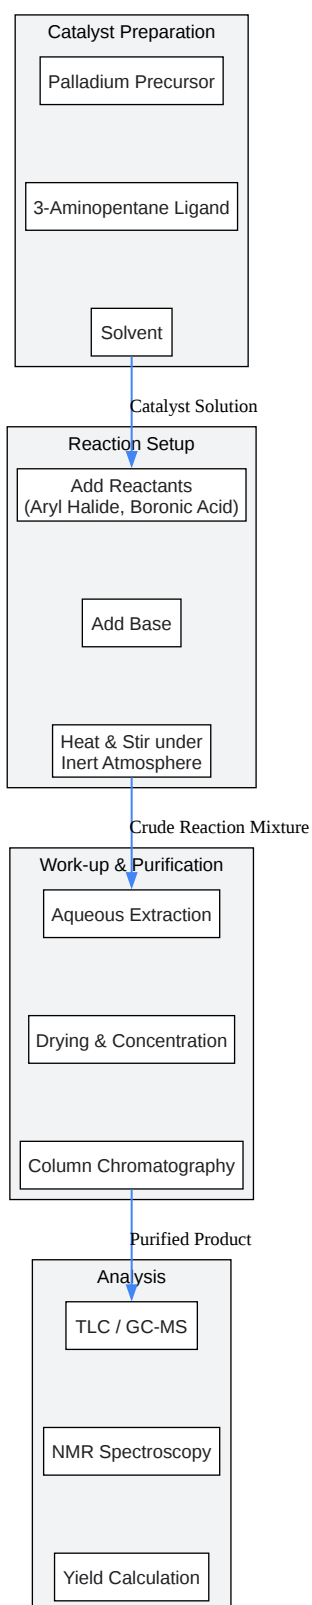 Catalyst Preparation
Palladium Precursor
3-Aminopentane Ligand
Solvent
Catalyst Solution
Reaction Setup
Add Reactants
(Aryl Halide, Boronic Acid)
Add Base
Heat & Stir under
Inert Atmosphere
Crude Reaction Mixture
Work-up & Purification
Aqueous Extraction
Drying & Concentration
Column Chromatography
Purified Product
Analysis
TLC / GC-MS
NMR Spectroscopy
Yield Calculation